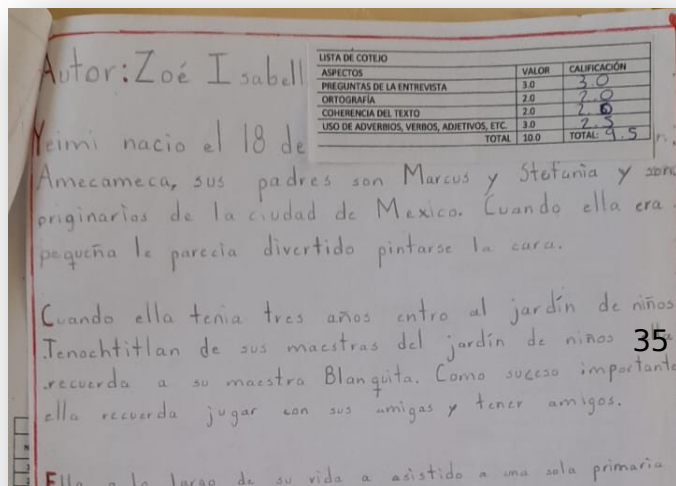 Autor: Zoé Isabell
LISTA DE COTEJO
ASPECTOS VALOR CALIFICACIÓN
PREGUNTAS DE LA ENTREVISTA 3.0 3.0
ORTOGRAFÍA 2.0 2.0
COHERENCIA DEL TEXTO 2.0 2.0
USO DE ADVERBIOS, VERBOS, ADJETIVOS, ETC. 3.0 2.5
TOTAL 10.0 TOTAL: 9.5
Yeimi nacio el 18 de
Amecameca, sus padres son Marcus y Stefania y son
originarios de la ciudad de Mexico. Cuando ella era
pequeña le parecia divertido pintarse la cara.
Cuando ella tenia tres años entro al jardín de niños
Tenochtitlan de sus maestras del jardín de niños 35
recuerda a su maestra Blanquita. Como suceso importante
ella recuerda jugar con sus amigas y tener amigos.
Ella a lo largo de su vida a asistido a una sola primaria